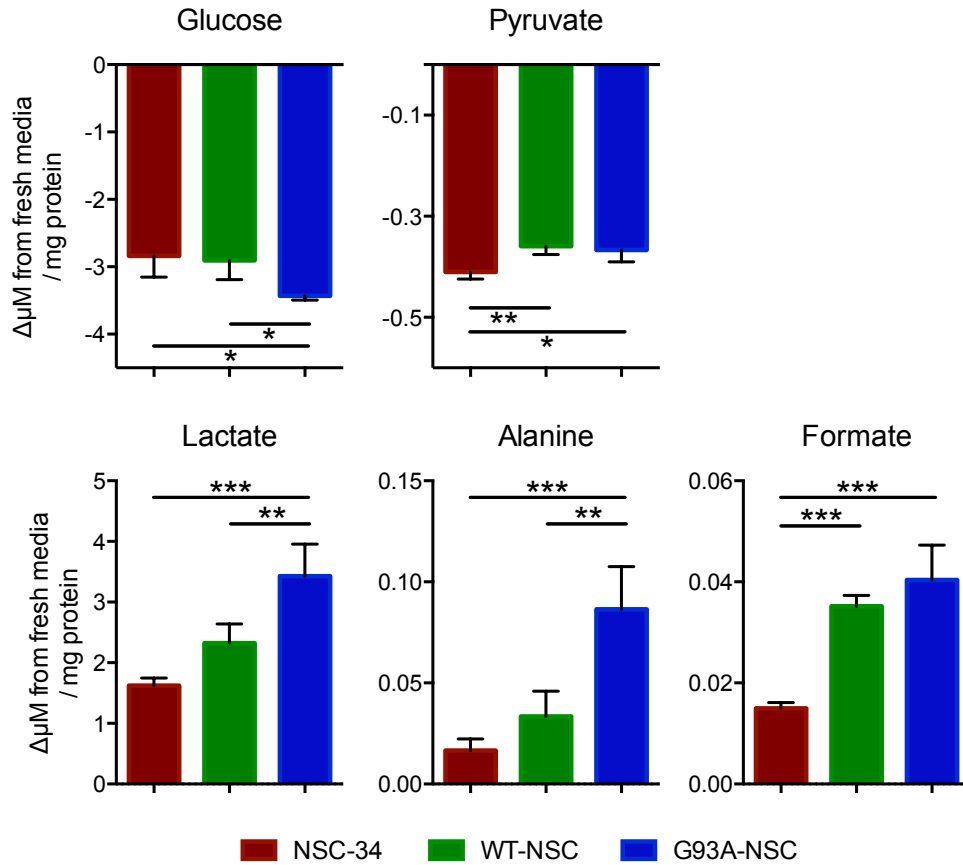 Glucose
Pyruvate
ΔµM from fresh media
/ mg protein
0
-1
-2
-3
-4
*
*
-0.1
-0.3
-0.5
**
*
Lactate
Alanine
Formate
ΔµM from fresh media
/ mg protein
5
4
3
2
1
0
***
**
0.15
0.10
0.05
0.00
***
**
0.06
0.04
0.02
0.00
***
***
NSC-34
WT-NSC
G93A-NSC